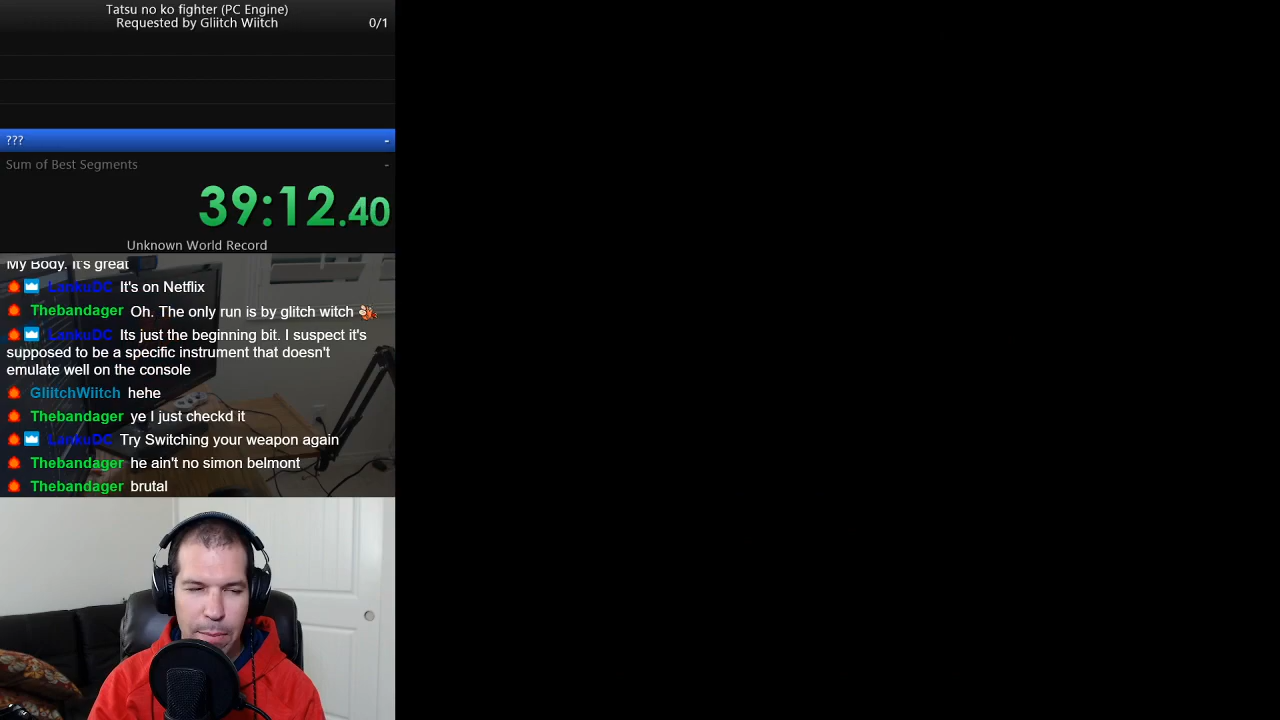 Tatsu no ko fighter (PC Engine)
Requested by Gliitch Wiitch
0/1
???
-
Sum of Best Segments
-
39:12.40
Unknown World Record
My Body. It's great
LankuDC It's on Netflix
Thebandager Oh. The only run is by glitch witch
LankuDC Its just the beginning bit. I suspect it's
supposed to be a specific instrument that doesn't
emulate well on the console
GliitchWiitch hehe
Thebandager ye I just checkd it
LankuDC Try Switching your weapon again
Thebandager he ain't no simon belmont
Thebandager brutal